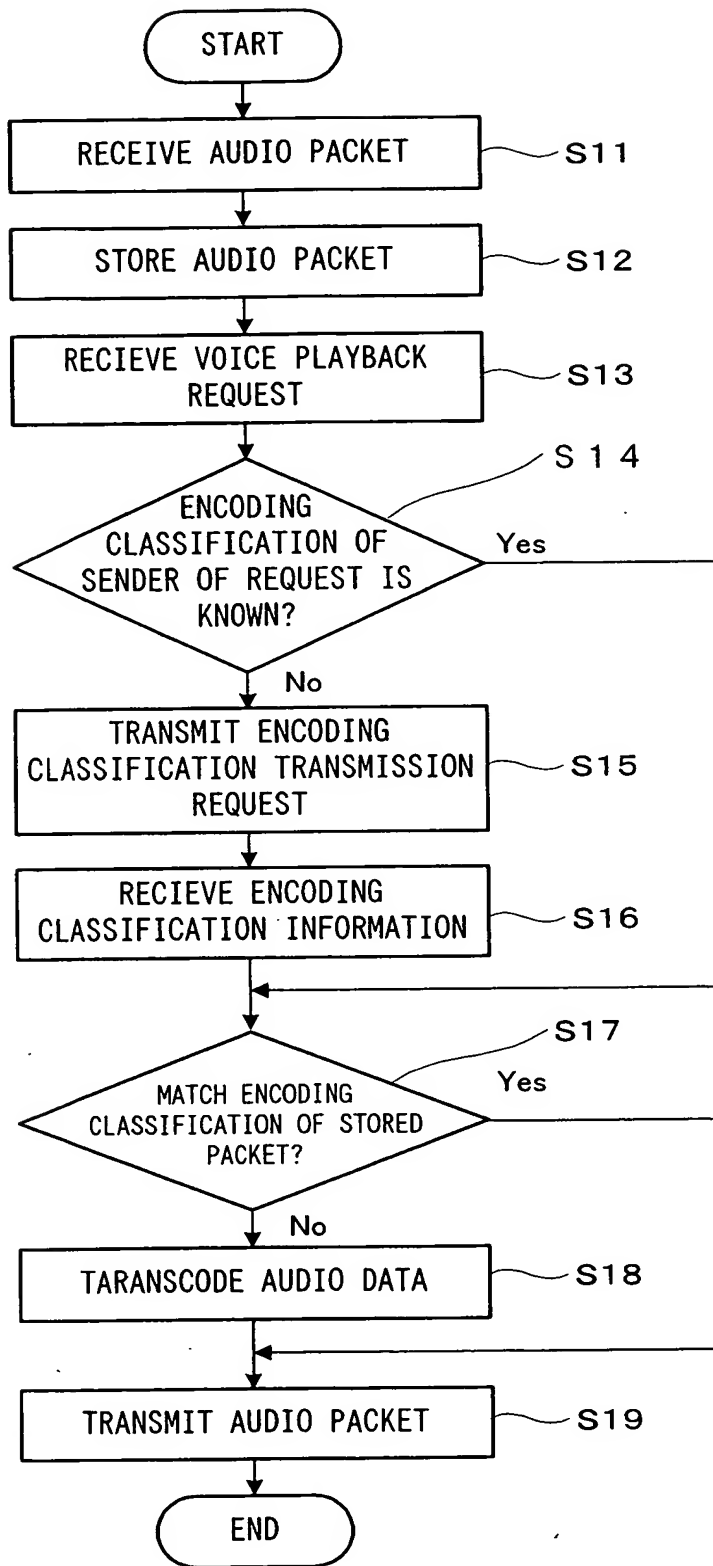 START
RECEIVE AUDIO PACKET
S11
STORE AUDIO PACKET
S12
RECIEVE VOICE PLAYBACK
REQUEST
S13
S14
ENCODING
CLASSIFICATION OF
SENDER OF REQUEST IS
KNOWN?
Yes
No
TRANSMIT ENCODING
CLASSIFICATION TRANSMISSION
REQUEST
S15
RECIEVE ENCODING
CLASSIFICATION INFORMATION
S16
S17
MATCH ENCODING
CLASSIFICATION OF STORED
PACKET?
Yes
No
TARANSCODE AUDIO DATA
S18
TRANSMIT AUDIO PACKET
S19
END